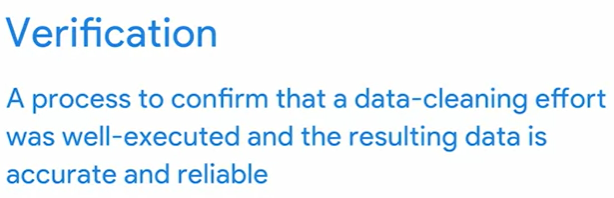 Verification
A process to confirm that a data-cleaning effort
was well-executed and the resulting data is
accurate and reliable